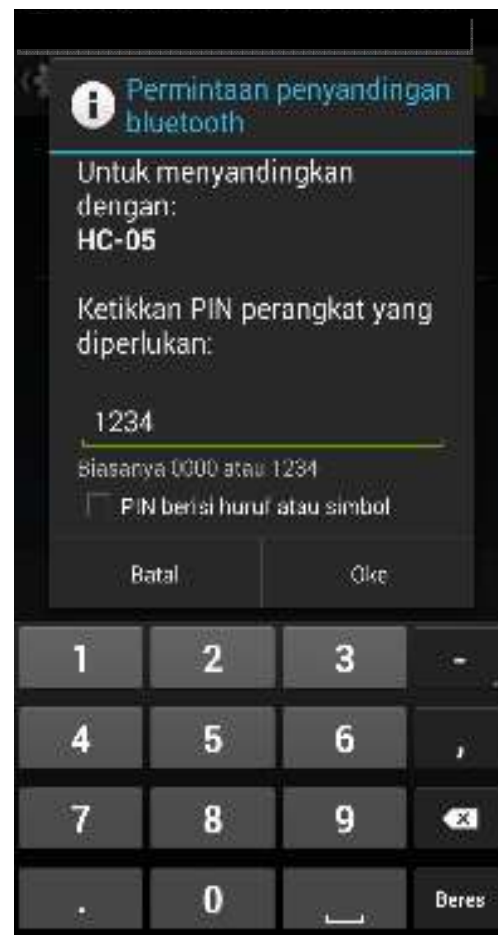 Permintaan penyandingan
bluetooth
Untuk menyandingkan
dengan:
HC-05
Ketikkan PIN perangkat yang
diperlukan:
1234
Biasanya 0000 atau 1234
PIN berisi huruf atau simbol
Batal Oke
1 2 3 -
4 5 6 ,
7 8 9
. 0 Beres